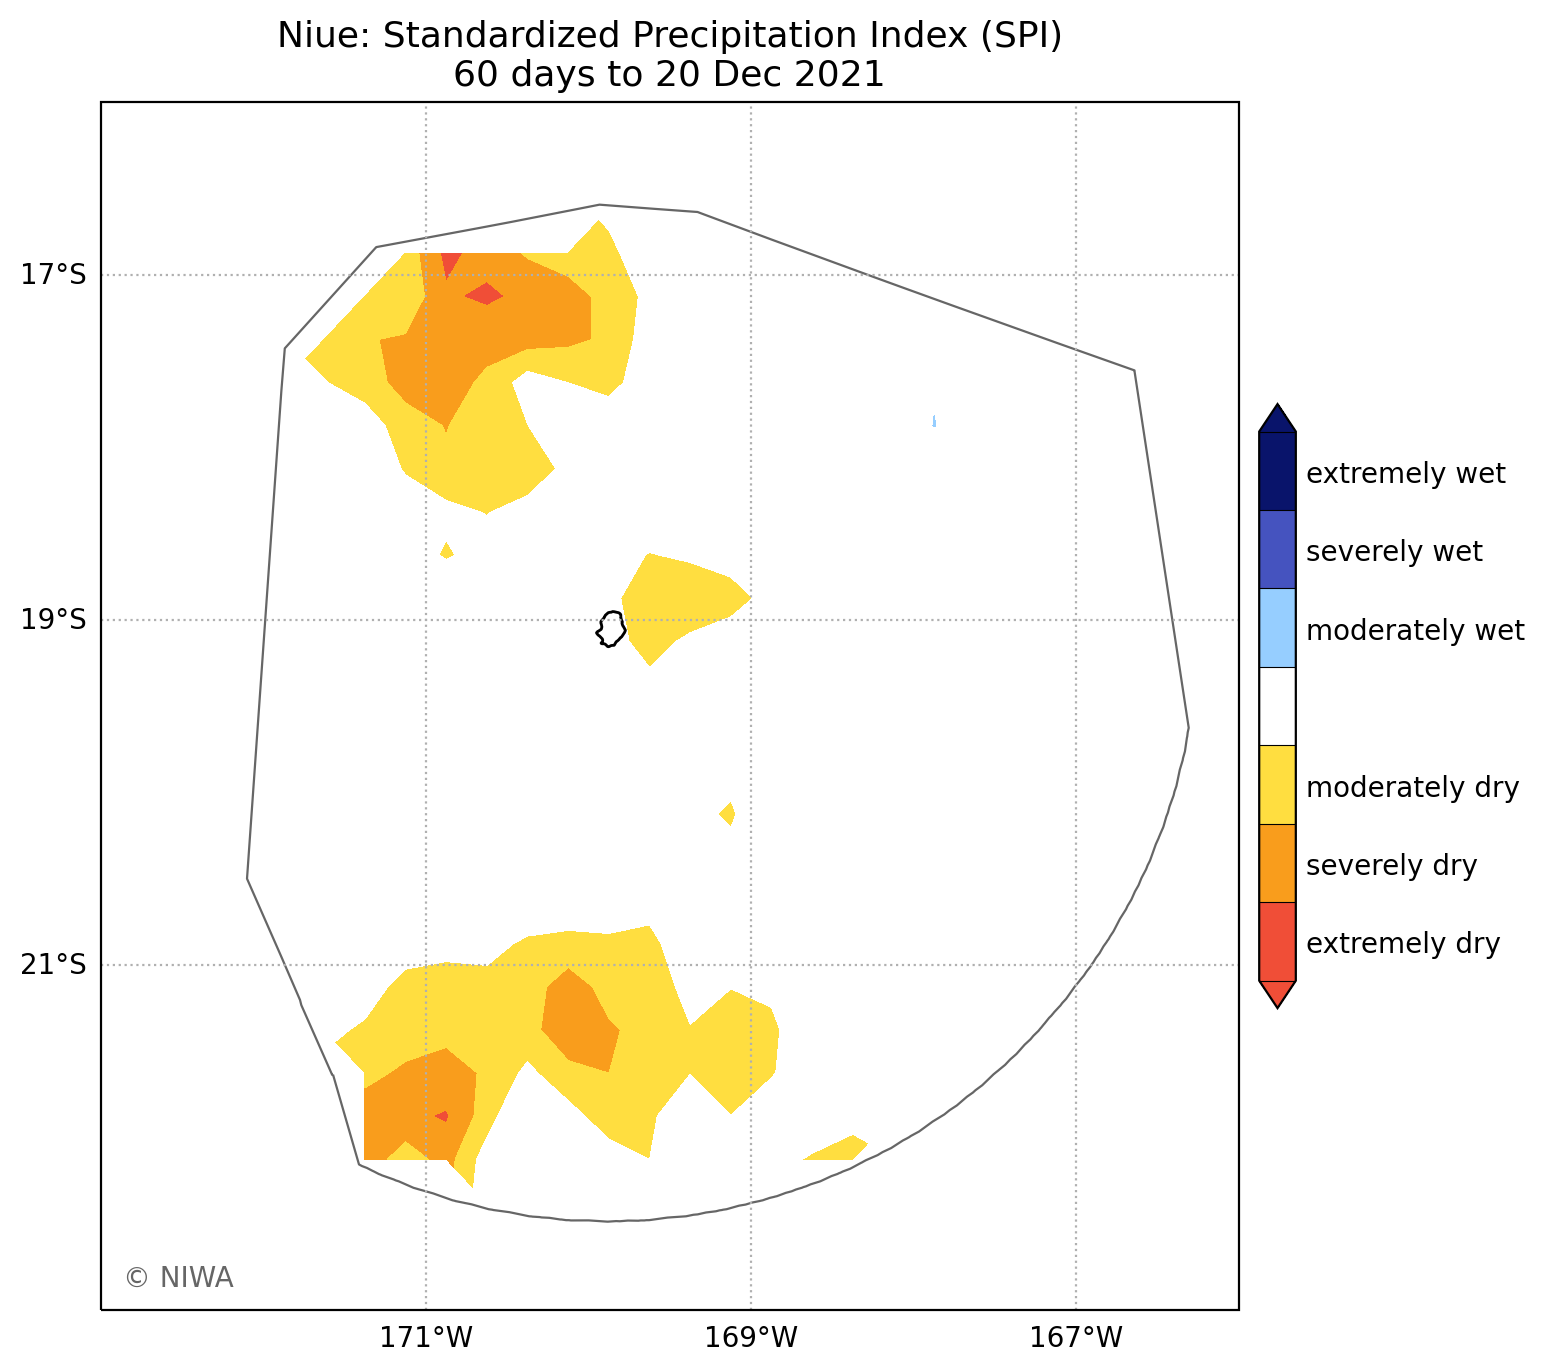 Niue: Standardized Precipitation Index (SPI)
60 days to 20 Dec 2021
17°S
19°S
21°S
171°W
169°W
167°W
extremely wet
severely wet
moderately wet
moderately dry
severely dry
extremely dry
© NIWA